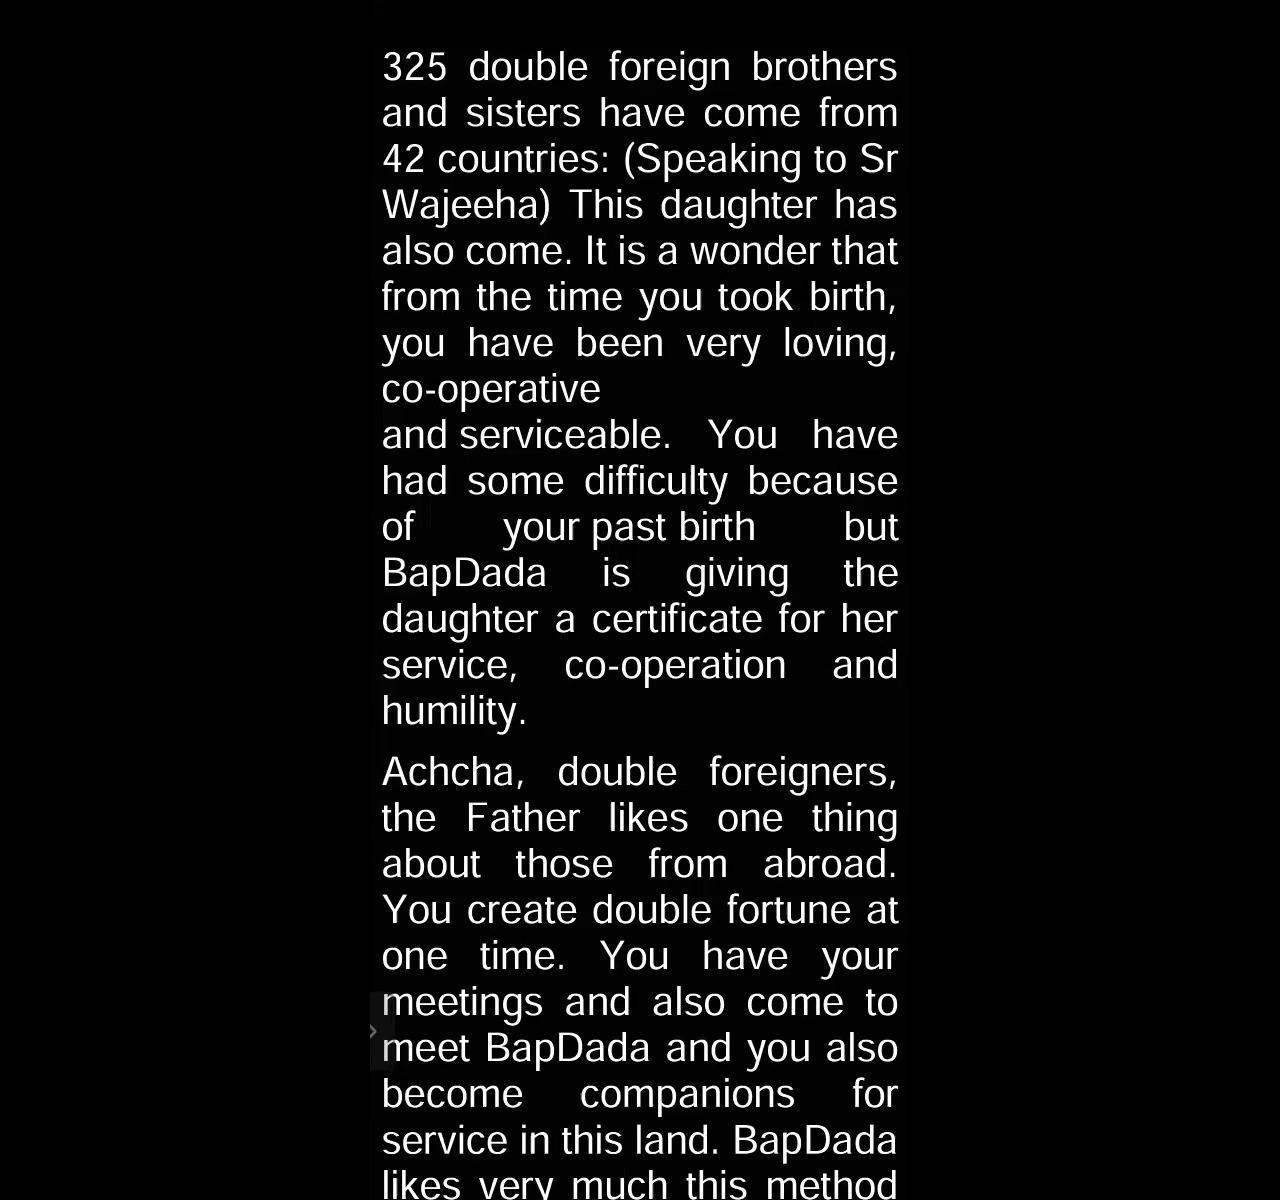 325 double foreign brothers
and sisters have come from
42 countries: (Speaking to Sr
Wajeeha) This daughter has
also come. It is a wonder that
from the time you took birth,
you have been very loving,
co-operative
and serviceable. You have
had some difficulty because
of your past birth but
BapDada is giving the
daughter a certificate for her
service, co-operation and
humility.
Achcha, double foreigners,
the Father likes one thing
about those from abroad.
You create double fortune at
one time. You have your
meetings and also come to
meet BapDada and you also
become companions for
service in this land. BapDada
likes very much this method